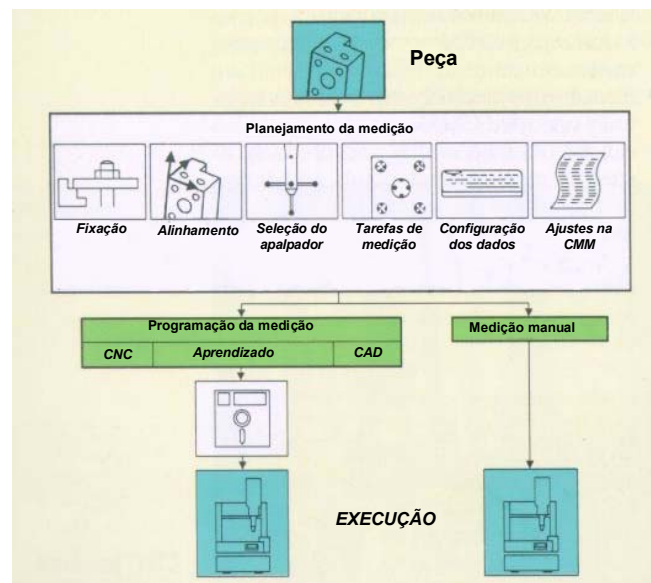 Peça
Planejamento da medição
Fixação
Alinhamento
Seleção do
apalpador
Tarefas de
medição
Configuração
dos dados
Ajustes na
CMM
Programação da medição
CNC
Aprendizado
CAD
Medição manual
EXECUÇÃO